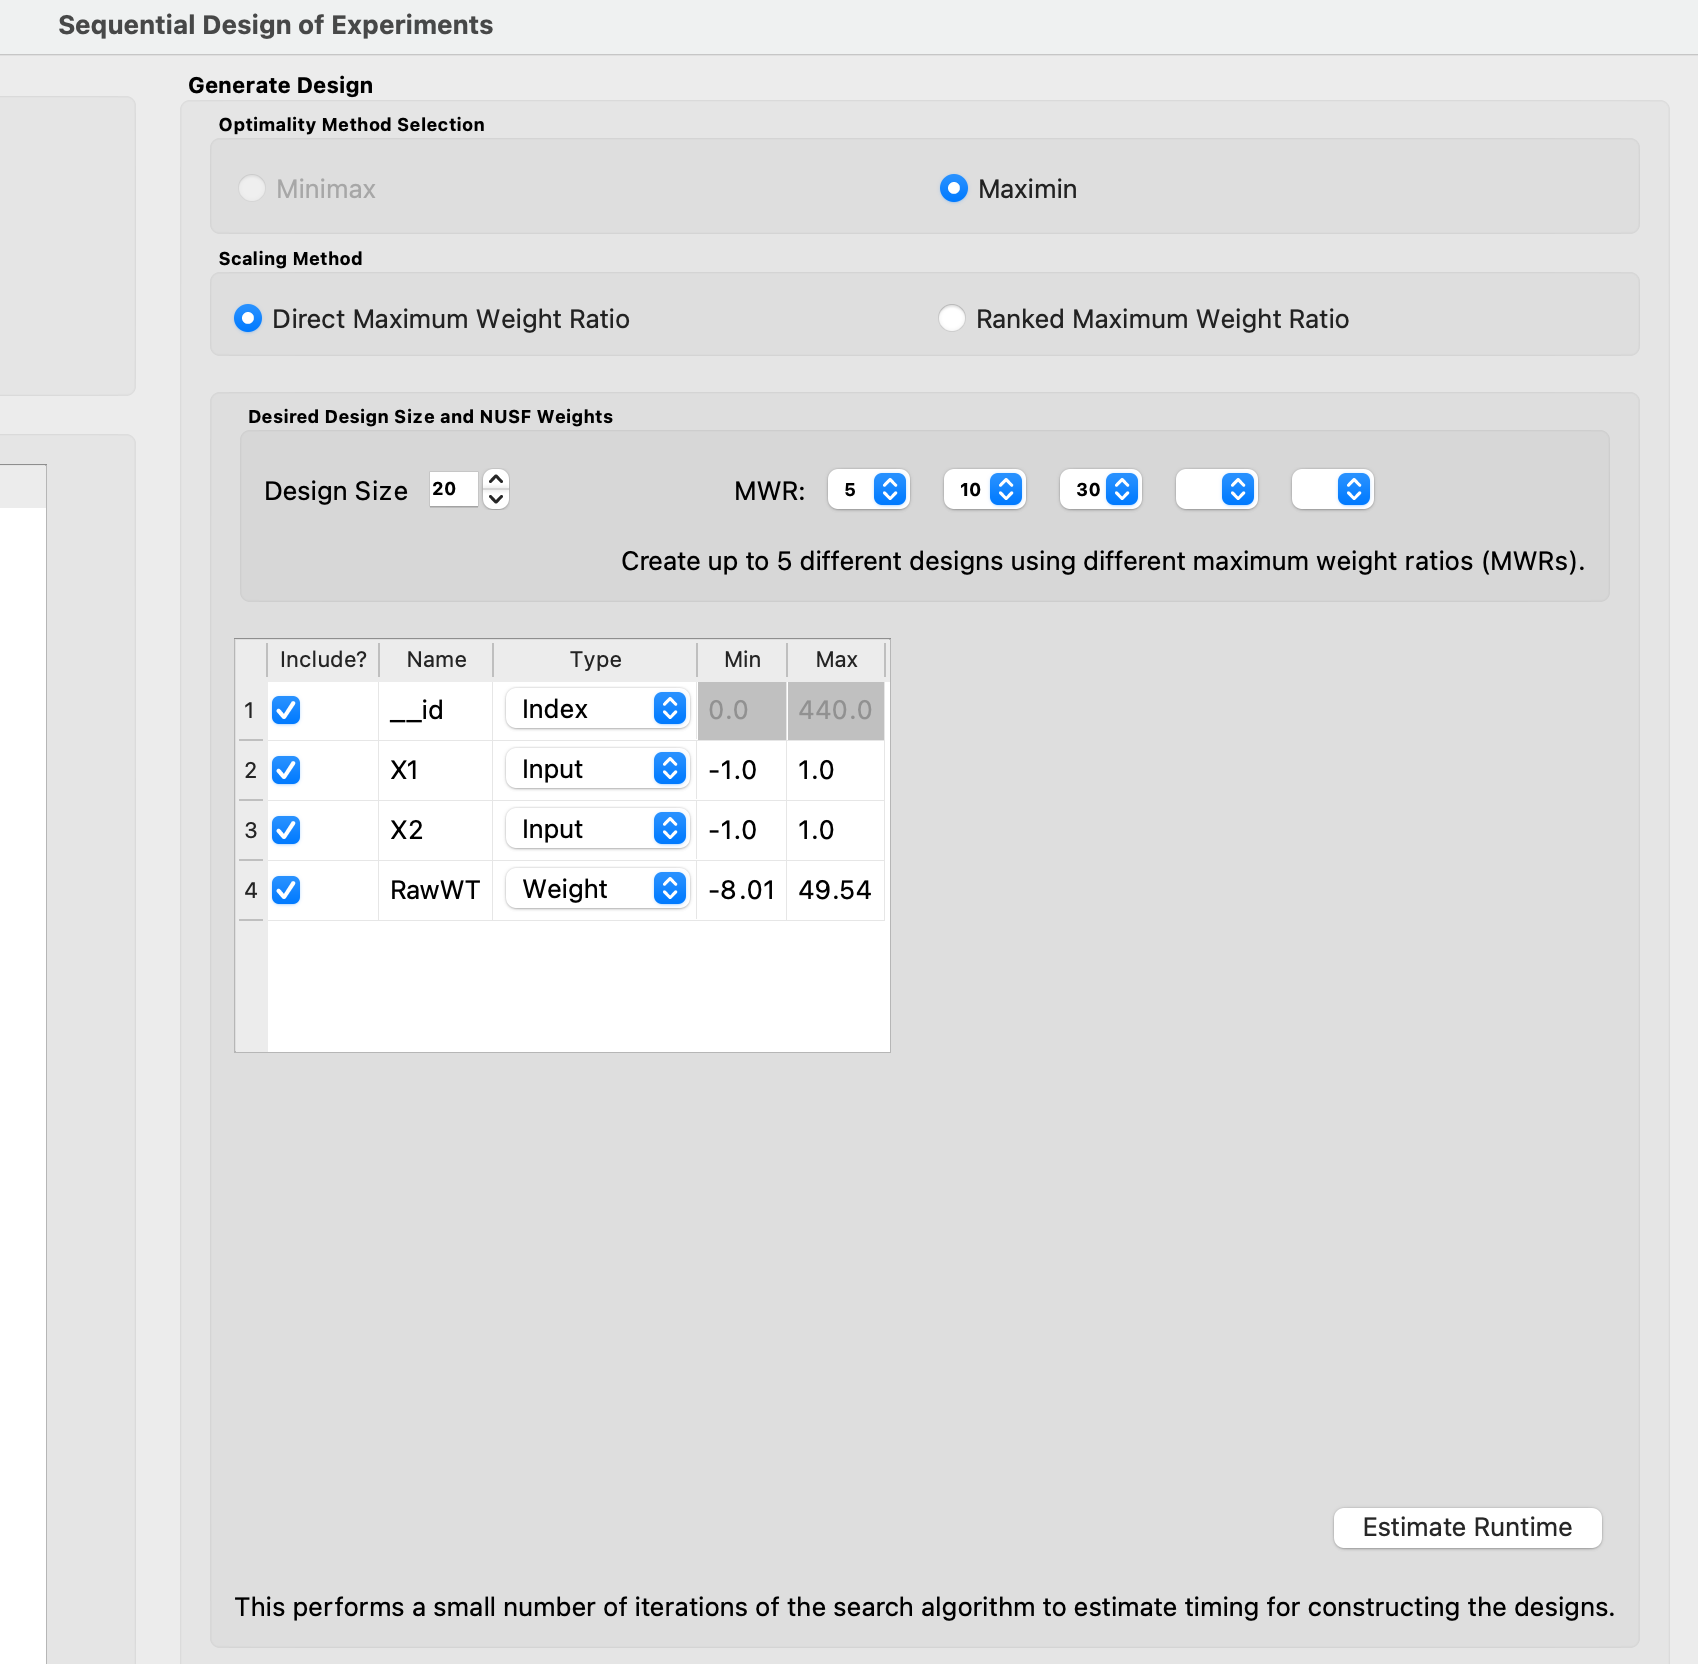 Sequential Design of Experiments
Generate Design
Optimality Method Selection
Minimax Maximin
Scaling Method
Direct Maximum Weight Ratio Ranked Maximum Weight Ratio
Desired Design Size and NUSF Weights
Design Size 20 MWR: 5 10 30
Create up to 5 different designs using different maximum weight ratios (MWRs).
Include? Name Type Min Max
1 __id Index 0.0 440.0
2 X1 Input -1.0 1.0
3 X2 Input -1.0 1.0
4 RawWT Weight -8.01 49.54
Estimate Runtime
This performs a small number of iterations of the search algorithm to estimate timing for constructing the designs.